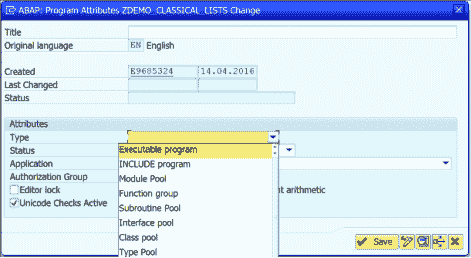 ABAP: Program Attributes ZDEMO_CLASSICAL_LISTS Change
Title
Original language EN English
Created E9685324 14.04.2016
Last Changed
Status
Attributes
Type
Executable program
Status
INCLUDE program
Application
Module Pool
Authorization Group
Function group
Editor lock
Subroutine Pool
t arithmetic
Unicode Checks Active
Interface pool
Class pool
Type Pool
Save